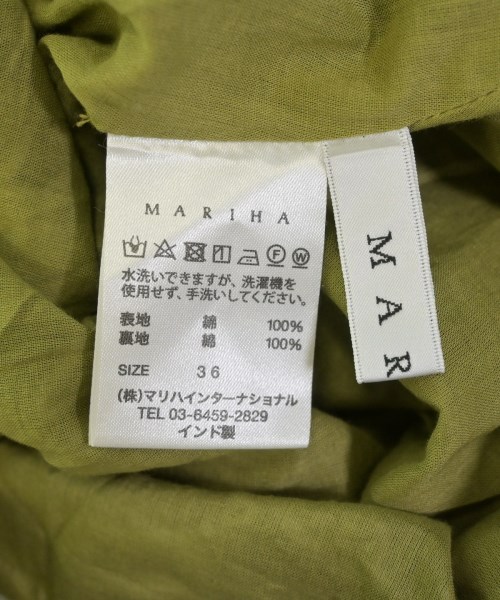 MARIHA
F W
水洗いできますが、洗濯機を
使用せず、手洗いしてください。
表地 綿 100%
裏地 綿 100%
SIZE 36
(株)マリハインターナショナル
TEL 03-6459-2829
インド製
MAR